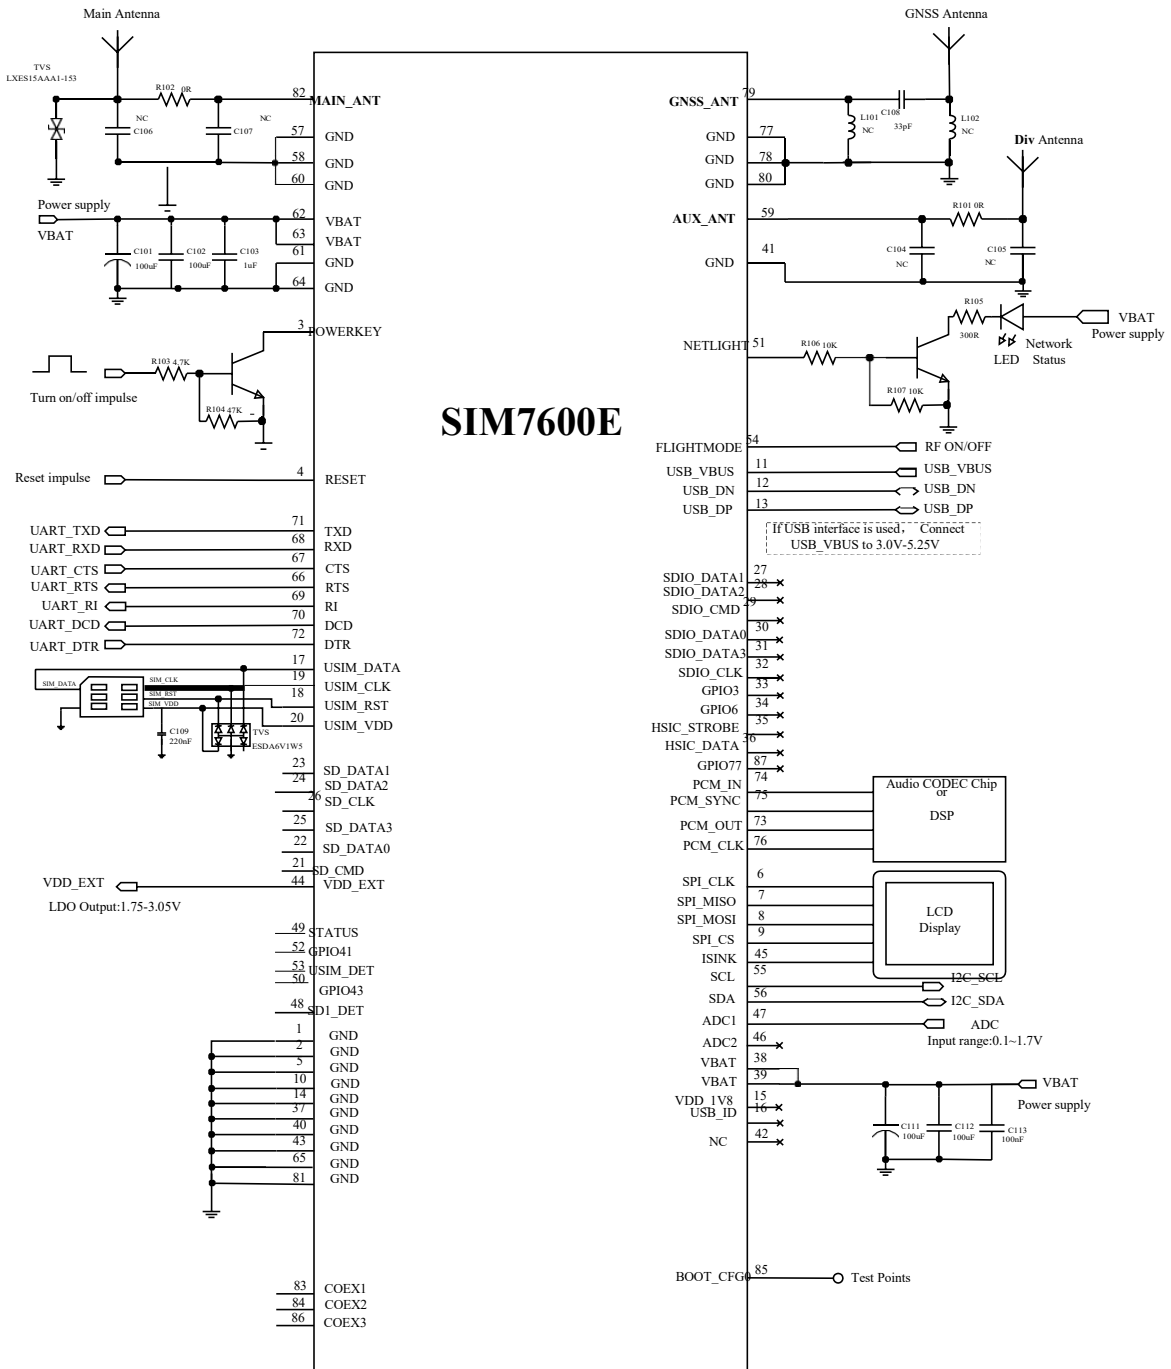 Main Antenna
TVS
LXES15AAA1-153
R102 0R
NC
C106
NC
C107
82
MAIN_ANT
57
GND
58
GND
60
GND
Power supply
VBAT
C101
100uF
C102
100uF
C103
1uF
62
VBAT
63
VBAT
61
GND
64
GND
3
POWERKEY
R103 4.7K
Turn on/off impulse
R104 47K
Reset impulse
4
RESET
UART_TXD
71
TXD
UART_RXD
68
RXD
UART_CTS
67
CTS
UART_RTS
66
RTS
UART_RI
69
RI
UART_DCD
70
DCD
UART_DTR
72
DTR
17
USIM_DATA
19
USIM_CLK
18
USIM_RST
20
USIM_VDD
SIM_DATA
SIM_CLK
SIM_RST
SIM_VDD
C109
220nF
TVS
ESDA6V1W5
23
SD_DATA1
24
SD_DATA2
26
SD_CLK
25
SD_DATA3
22
SD_DATA0
21
SD_CMD
VDD_EXT
44
VDD_EXT
LDO Output:1.75-3.05V
49
STATUS
52
GPIO41
53
USIM_DET
50
GPIO43
48
SD1_DET
1
GND
2
GND
5
GND
10
GND
14
GND
37
GND
40
GND
43
GND
65
GND
81
GND
83
COEX1
84
COEX2
86
COEX3
SIM7600E
GNSS Antenna
GNSS_ANT
79
L101
NC
C108
33pF
L102
NC
GND
77
GND
78
GND
80
Div Antenna
AUX_ANT
59
R101 0R
C104
NC
C105
NC
GND
41
NETLIGHT
51
R106 10K
R107 10K
R105
300R
LED
Network
Status
VBAT
Power supply
FLIGHTMODE
54
RF ON/OFF
USB_VBUS
11
USB_VBUS
USB_DN
12
USB_DN
USB_DP
13
USB_DP
If USB interface is used， Connect
USB_VBUS to 3.0V-5.25V
SDIO_DATA1
27
SDIO_DATA2
28
SDIO_CMD
29
SDIO_DATA0
30
SDIO_DATA3
31
SDIO_CLK
32
GPIO3
33
GPIO6
34
HSIC_STROBE
35
HSIC_DATA
36
GPIO77
87
PCM_IN
74
PCM_SYNC
75
PCM_OUT
73
PCM_CLK
76
Audio CODEC Chip
or
DSP
SPI_CLK
6
SPI_MISO
7
SPI_MOSI
8
SPI_CS
9
ISINK
45
LCD
Display
SCL
55
I2C_SCL
SDA
56
I2C_SDA
ADC1
47
ADC
Input range:0.1~1.7V
ADC2
46
VBAT
38
VBAT
39
VBAT
Power supply
C111
100uF
C112
100uF
C113
100nF
VDD_1V8
15
USB_ID
16
NC
42
BOOT_CFG0
85
Test Points